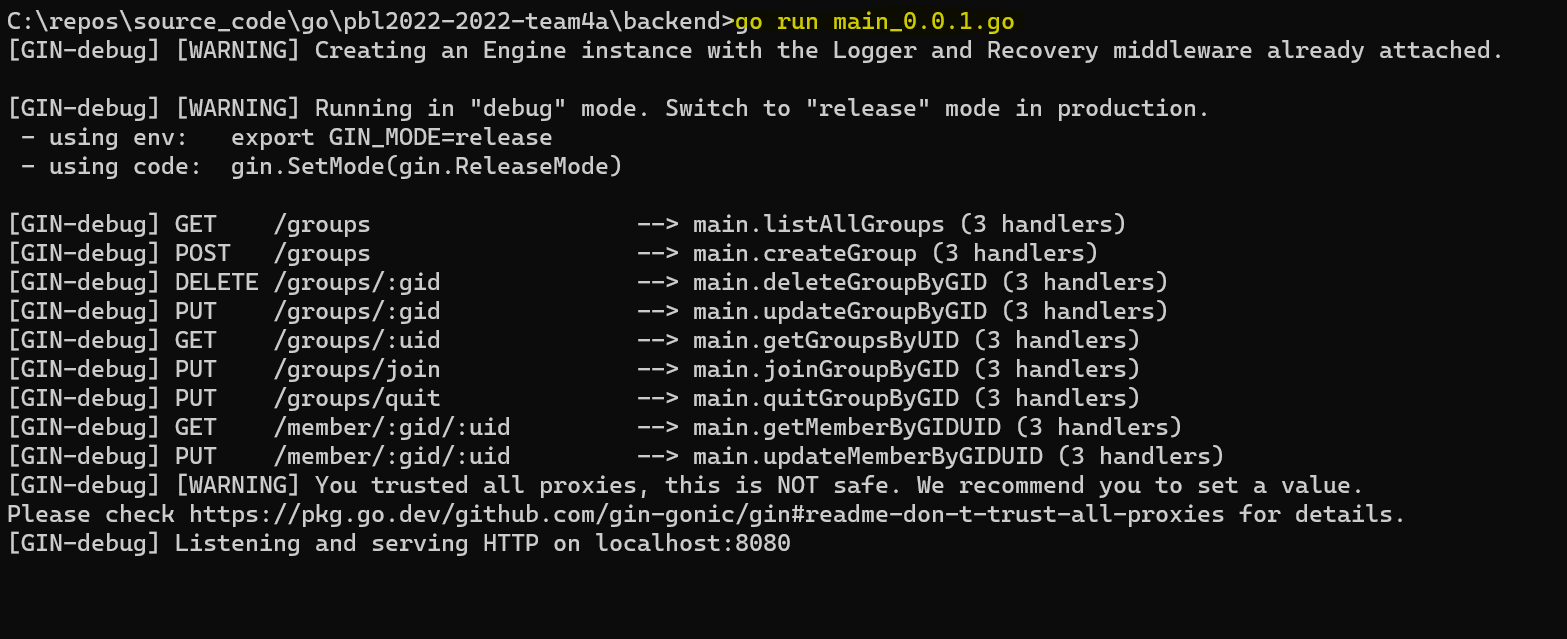 C:\repos\source_code\go\pbl2022-2022-team4a\backend>go run main_0.0.1.go
[GIN-debug] [WARNING] Creating an Engine instance with the Logger and Recovery middleware already attached.
[GIN-debug] [WARNING] Running in "debug" mode. Switch to "release" mode in production.
 - using env:   export GIN_MODE=release
 - using code:  gin.SetMode(gin.ReleaseMode)
[GIN-debug] GET    /groups                   --> main.listAllGroups (3 handlers)
[GIN-debug] POST   /groups                   --> main.createGroup (3 handlers)
[GIN-debug] DELETE /groups/:gid              --> main.deleteGroupByGID (3 handlers)
[GIN-debug] PUT    /groups/:gid              --> main.updateGroupByGID (3 handlers)
[GIN-debug] GET    /groups/:uid              --> main.getGroupsByUID (3 handlers)
[GIN-debug] PUT    /groups/join              --> main.joinGroupByGID (3 handlers)
[GIN-debug] PUT    /groups/quit              --> main.quitGroupByGID (3 handlers)
[GIN-debug] GET    /member/:gid/:uid         --> main.getMemberByGIDUID (3 handlers)
[GIN-debug] PUT    /member/:gid/:uid         --> main.updateMemberByGIDUID (3 handlers)
[GIN-debug] [WARNING] You trusted all proxies, this is NOT safe. We recommend you to set a value.
Please check https://pkg.go.dev/github.com/gin-gonic/gin#readme-don-t-trust-all-proxies for details.
[GIN-debug] Listening and serving HTTP on localhost:8080